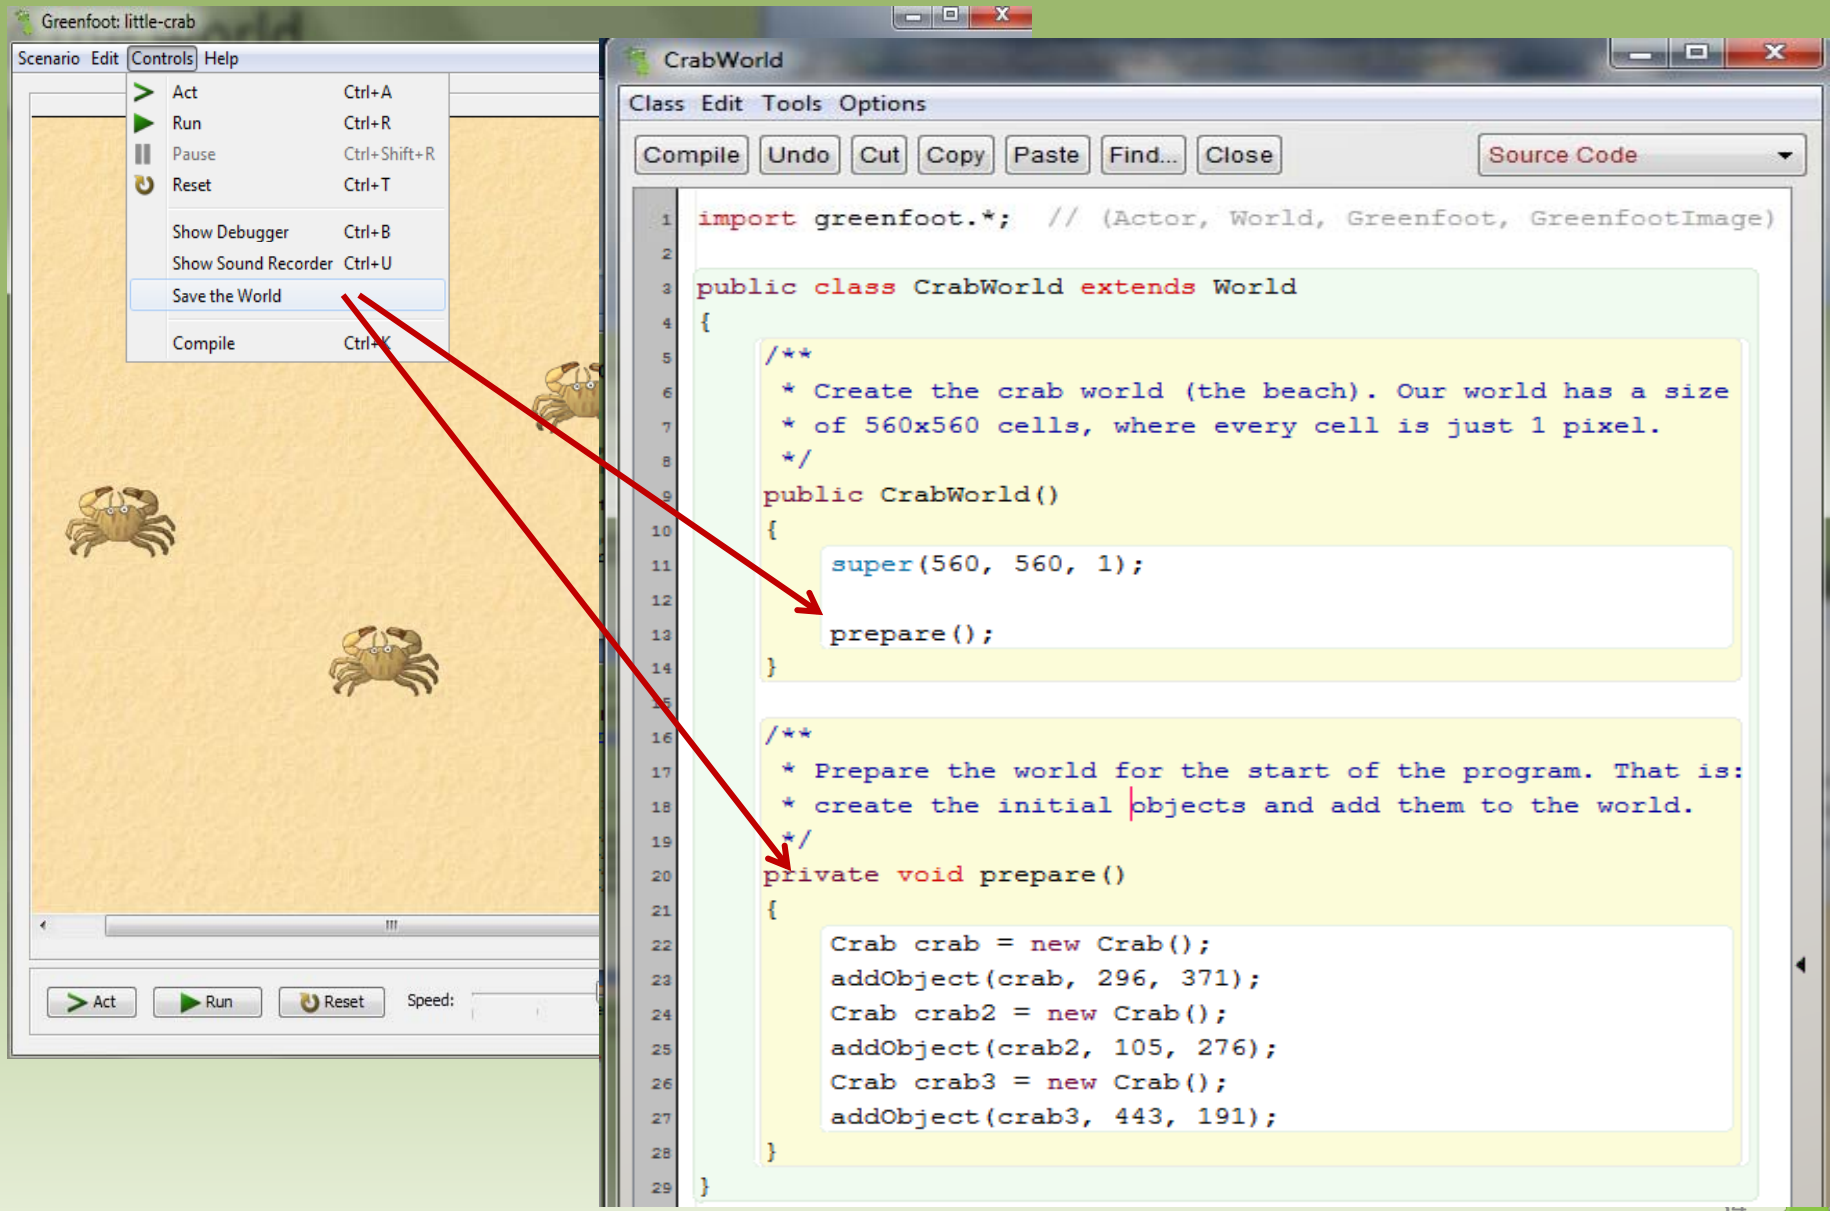 Greenfoot: little-crab
Scenario Edit Controls Help
Act Ctrl+A
Run Ctrl+R
Pause Ctrl+Shift+R
Reset Ctrl+T
Show Debugger Ctrl+B
Show Sound Recorder Ctrl+U
Save the World
Compile Ctrl+K
Act Run Reset Speed:
CrabWorld
Class Edit Tools Options
Compile Undo Cut Copy Paste Find... Close Source Code
1 import greenfoot.*; // (Actor, World, Greenfoot, GreenfootImage)
2
3 public class CrabWorld extends World
4 {
5 /**
6 * Create the crab world (the beach). Our world has a size
7 * of 560x560 cells, where every cell is just 1 pixel.
8 */
9 public CrabWorld()
10 {
11 super(560, 560, 1);
12
13 prepare();
14 }
15
16 /**
17 * Prepare the world for the start of the program. That is:
18 * create the initial objects and add them to the world.
19 */
20 private void prepare()
21 {
22 Crab crab = new Crab();
23 addObject(crab, 296, 371);
24 Crab crab2 = new Crab();
25 addObject(crab2, 105, 276);
26 Crab crab3 = new Crab();
27 addObject(crab3, 443, 191);
28 }
29 }